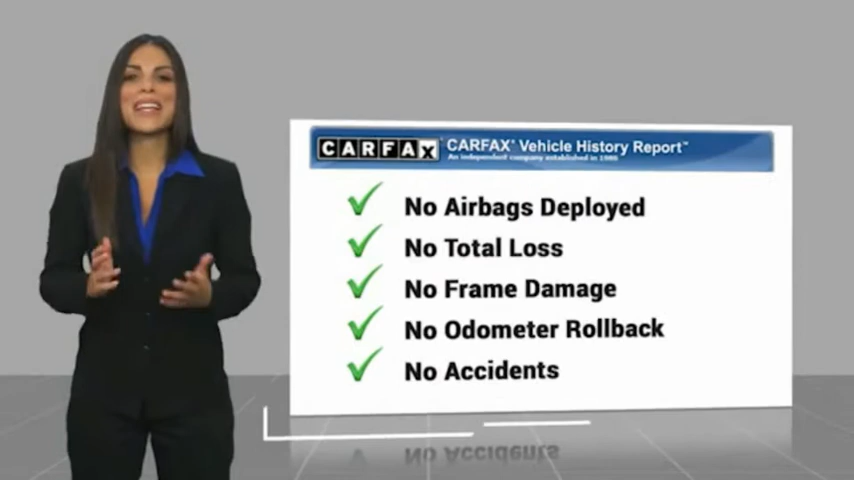 CARFAX
CARFAX® Vehicle History Report™
An independent company established in 1986
No Airbags Deployed
No Total Loss
No Frame Damage
No Odometer Rollback
No Accidents